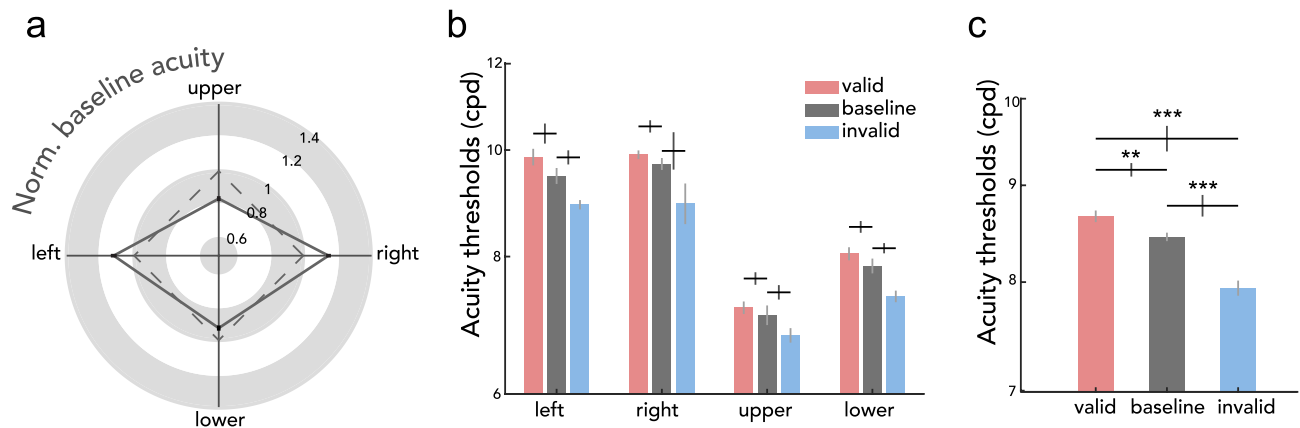 a
Norm. baseline acuity
upper
1.4
1.2
1
0.8
0.6
left
right
lower
b
Acuity thresholds (cpd)
12
10
8
6
valid
baseline
invalid
left
right
upper
lower
c
Acuity thresholds (cpd)
10
9
8
7
***
**
***
valid
baseline
invalid